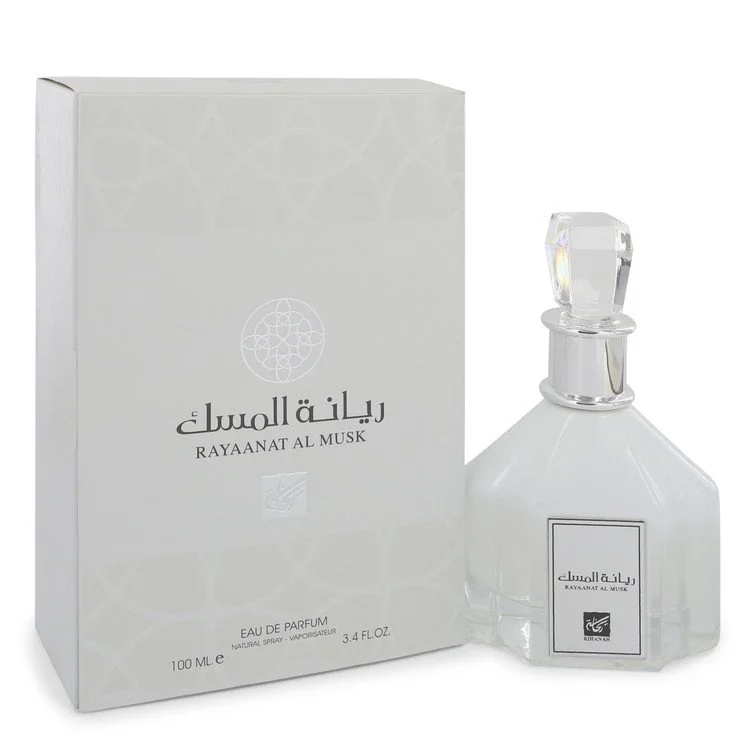 ريانة المسك
RAYAANAT AL MUSK
EAU DE PARFUM
NATURAL SPRAY - VAPORISATEUR
100 ML. e
3.4 FL.OZ.
ريانة المسك
RAYAANAT AL MUSK
RIHANAH